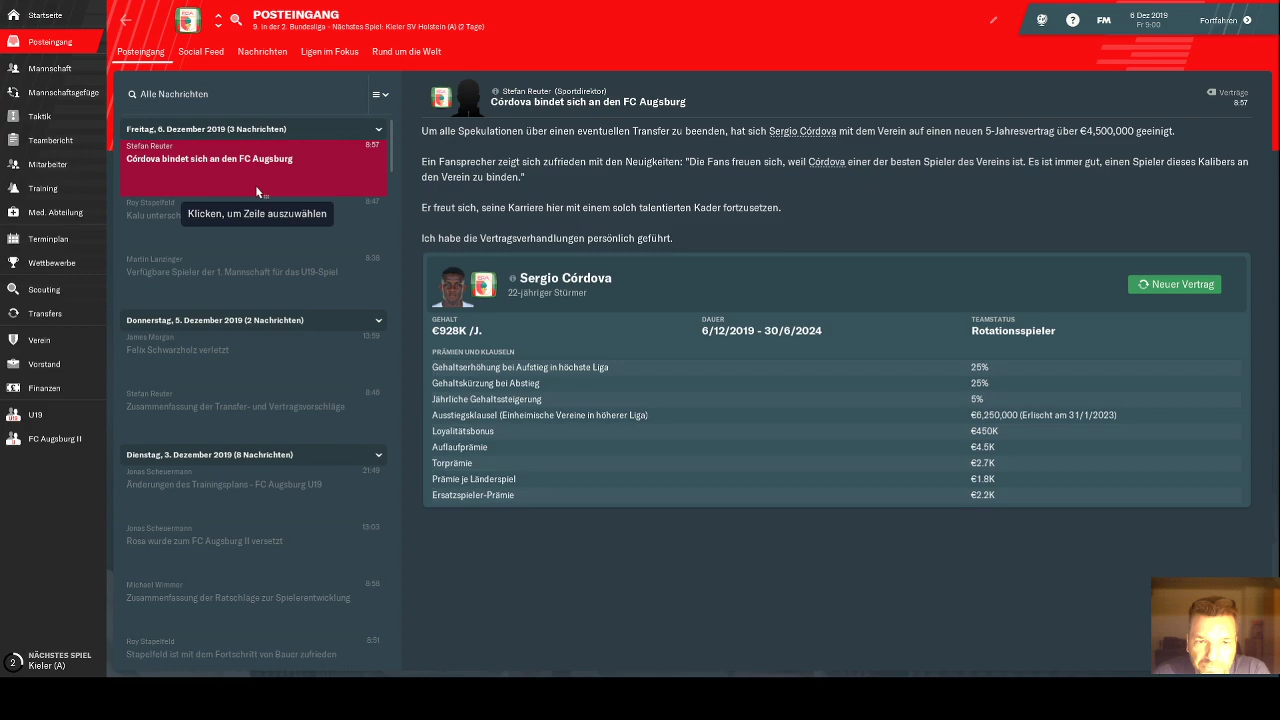 Startseite
Posteingang
Mannschaft
Mannschaftsgefüge
Taktik
Teambericht
Mitarbeiter
Training
Med. Abteilung
Terminplan
Wettbewerbe
Scouting
Transfers
Verein
Vorstand
Finanzen
U19
FC Augsburg II
2
NÄCHSTES SPIEL
Kieler (A)
POSTEINGANG
9. in der 2. Bundesliga - Nächstes Spiel: Kieler SV Holstein (A) (2 Tage)
? FM
6 Dez 2019
Fr 9:00
Fortfahren
Posteingang Social Feed Nachrichten Ligen im Fokus Rund um die Welt
Alle Nachrichten
Freitag, 6. Dezember 2019 (3 Nachrichten)
Stefan Reuter 8:57
Córdova bindet sich an den FC Augsburg
Roy Stapelfeld 8:47
Kalu untersch
Klicken, um Zeile auszuwählen
Martin Lanzinger 8:38
Verfügbare Spieler der 1. Mannschaft für das U19-Spiel
Donnerstag, 5. Dezember 2019 (2 Nachrichten)
James Morgan 13:59
Felix Schwarzholz verletzt
Stefan Reuter 8:46
Zusammenfassung der Transfer- und Vertragsvorschläge
Dienstag, 3. Dezember 2019 (8 Nachrichten)
Jonas Scheuermann 21:49
Änderungen des Trainingsplans - FC Augsburg U19
Jonas Scheuermann 13:03
Rosa wurde zum FC Augsburg II versetzt
Michael Wimmer 8:58
Zusammenfassung der Ratschläge zur Spielerentwicklung
Roy Stapelfeld 8:51
Stapelfeld ist mit dem Fortschritt von Bauer zufrieden
Stefan Reuter (Sportdirektor)
Córdova bindet sich an den FC Augsburg
Verträge
8:57
Um alle Spekulationen über einen eventuellen Transfer zu beenden, hat sich Sergio Córdova mit dem Verein auf einen neuen 5-Jahresvertrag über €4,500,000 geeinigt.
Ein Fansprecher zeigt sich zufrieden mit den Neuigkeiten: "Die Fans freuen sich, weil Córdova einer der besten Spieler des Vereins ist. Es ist immer gut, einen Spieler dieses Kalibers an
den Verein zu binden."
Er freut sich, seine Karriere hier mit einem solch talentierten Kader fortzusetzen.
Ich habe die Vertragsverhandlungen persönlich geführt.
Sergio Córdova
22-jähriger Stürmer
Neuer Vertrag
GEHALT DAUER TEAMSTATUS
€928K /J. 6/12/2019 - 30/6/2024 Rotationsspieler
PRÄMIEN UND KLAUSELN
Gehaltserhöhung bei Aufstieg in höchste Liga 25%
Gehaltskürzung bei Abstieg 25%
Jährliche Gehaltssteigerung 5%
Ausstiegsklausel (Einheimische Vereine in höherer Liga) €6,250,000 (Erlischt am 31/1/2023)
Loyalitätsbonus €450K
Auflaufprämie €4.5K
Torprämie €2.7K
Prämie je Länderspiel €1.8K
Ersatzspieler-Prämie €2.2K